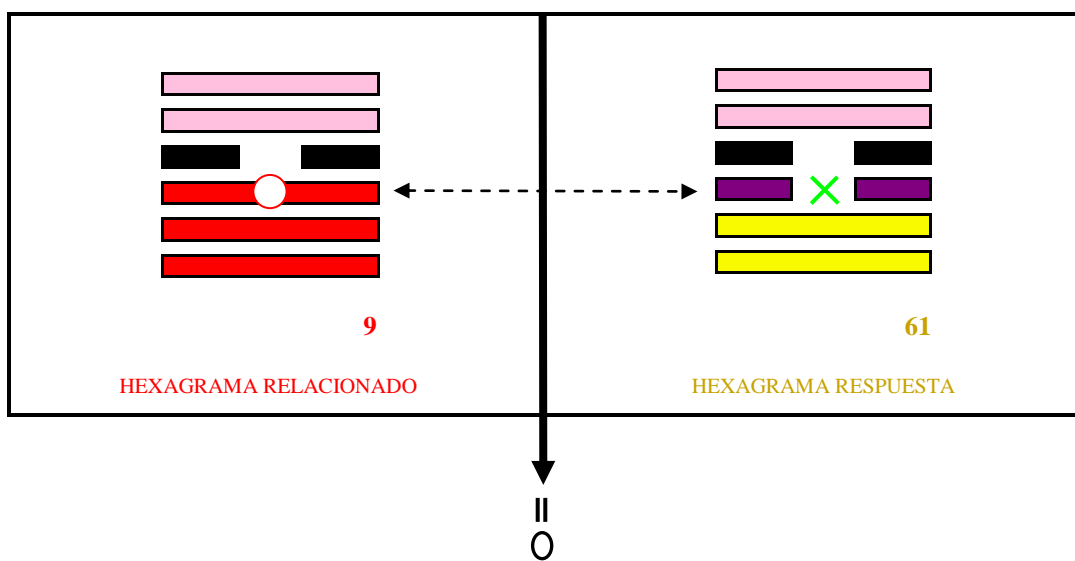 9
61
HEXAGRAMA RELACIONADO
HEXAGRAMA RESPUESTA
=
O